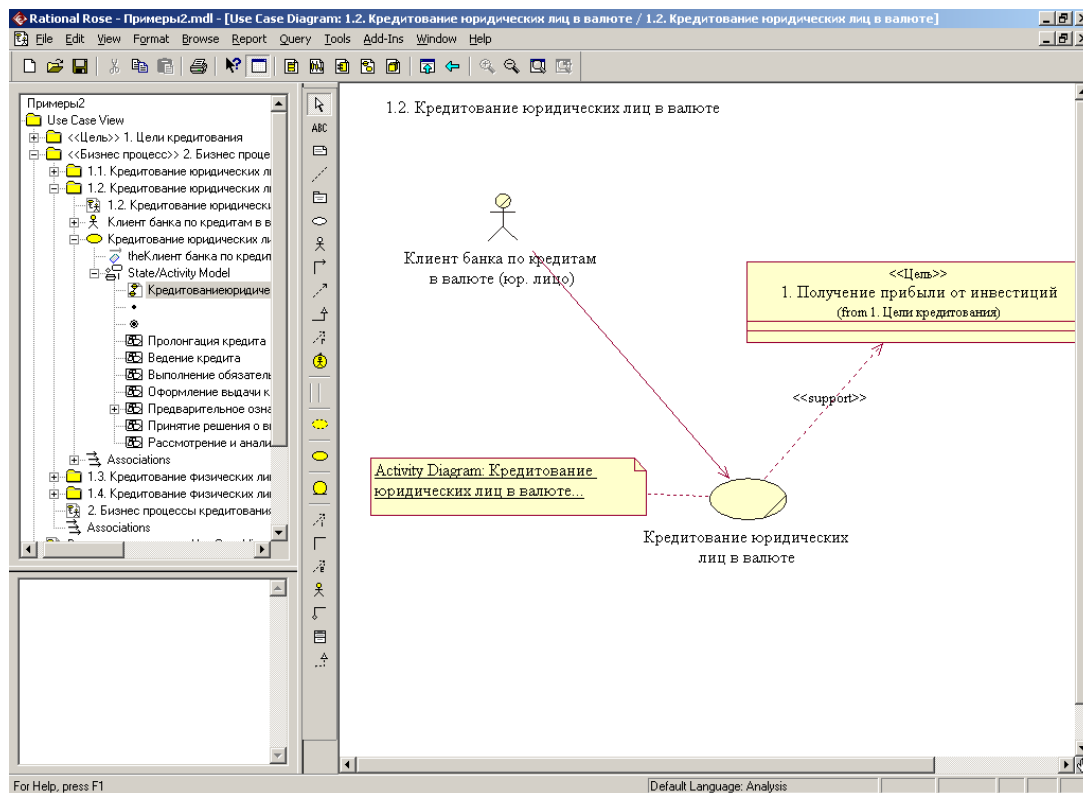 Rational Rose - Примеры2.mdl - [Use Case Diagram: 1.2. Кредитование юридических лиц в валюте / 1.2. Кредитование юридических лиц в валюте]
File Edit View Format Browse Report Query Tools Add-Ins Window Help
Примеры2
Use Case View
<<Цель>> 1. Цели кредитования
<<Бизнес процесс>> 2. Бизнес проце
1.1. Кредитование юридических л
1.2. Кредитование юридических л
1.2. Кредитование юридически
Клиент банка по кредитам в в
Кредитование юридических ли
theКлиент банка по кредит
State/Activity Model
Кредитованиеюридиче
Пролонгация кредита
Ведение кредита
Выполнение обязатель
Оформление выдачи к
Предварительное озна
Принятие решения о вы
Рассмотрение и анали
Associations
1.3. Кредитование физических лиц
1.4. Кредитование физических лиц
2. Бизнес процессы кредитования
Associations
ABC
1.2. Кредитование юридических лиц в валюте
Клиент банка по кредитам
в валюте (юр. лицо)
<<Цель>>
1. Получение прибыли от инвестиций
(from 1. Цели кредитования)
<<support>>
Activity Diagram: Кредитование
юридических лиц в валюте...
Кредитование юридических
лиц в валюте
For Help, press F1
Default Language: Analysis